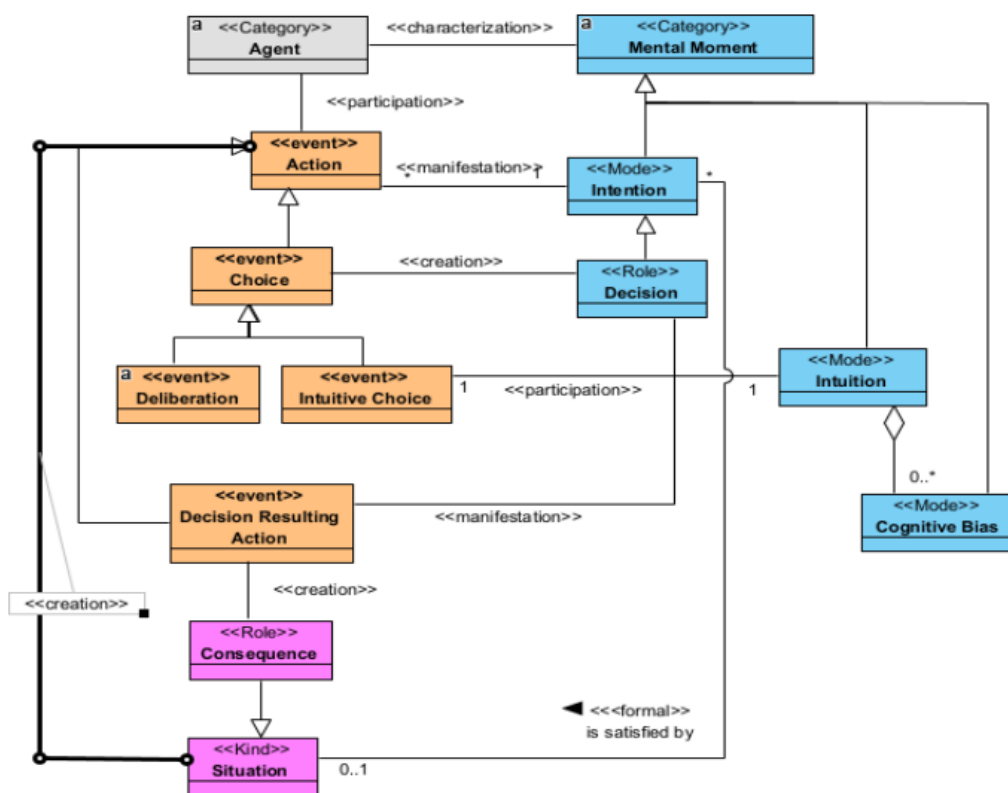 a
<<Category>>
Agent
<<characterization>>
a
<<Category>>
Mental Moment
<<participation>>
<<event>>
Action
*
<<manifestation>>
1
<<Mode>>
Intention
*
<<event>>
Choice
<<creation>>
<<Role>>
Decision
a
<<event>>
Deliberation
<<event>>
Intuitive Choice
1
<<participation>>
1
<<Mode>>
Intuition
0..*
<<Mode>>
Cognitive Bias
<<event>>
Decision Resulting
Action
<<manifestation>>
<<creation>>
<<creation>>
<<Role>>
Consequence
<<<formal>>
is satisfied by
<<Kind>>
Situation
0..1